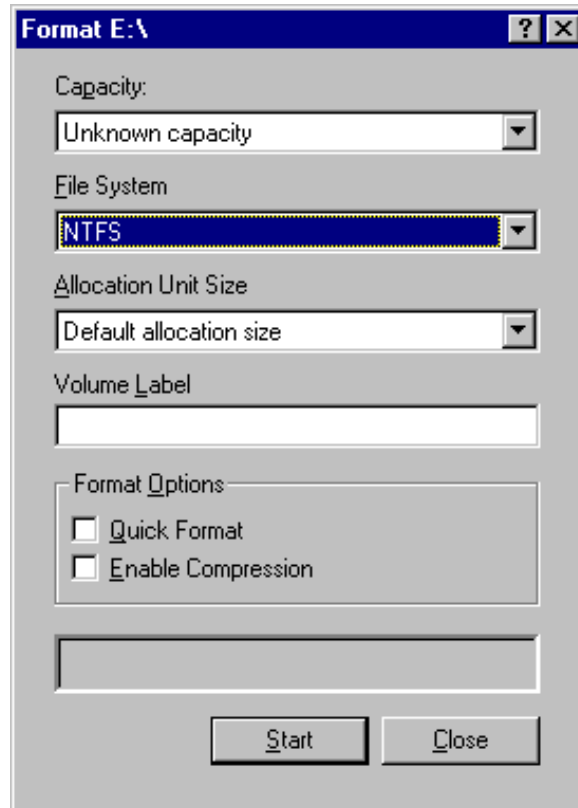 Format E:\
?
Capacity:
Unknown capacity
File System
NTFS
Allocation Unit Size
Default allocation size
Volume Label
Format Options
Quick Format
Enable Compression
Start
Close